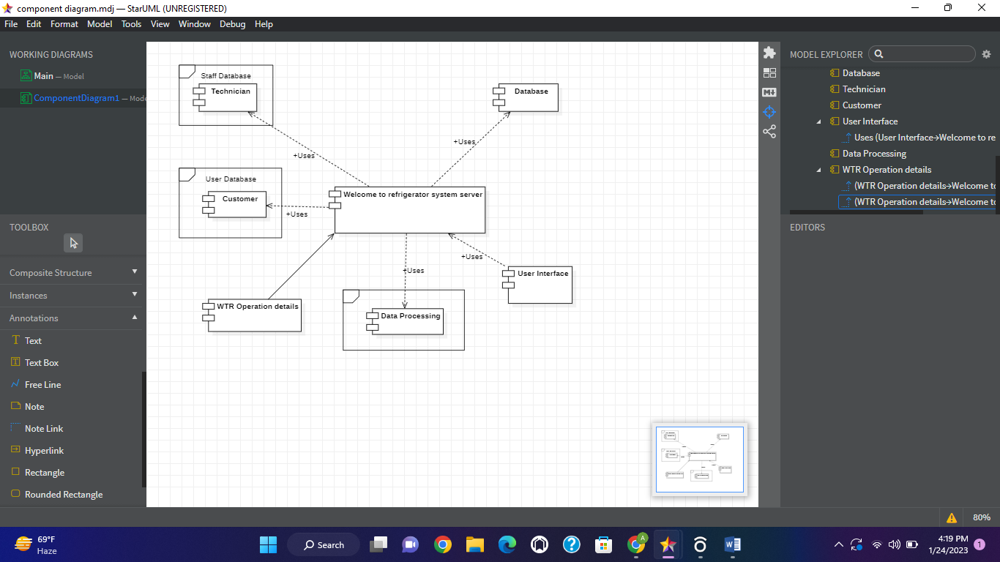 component diagram.mdj — StarUML (UNREGISTERED)
File Edit Format Model Tools View Window Debug Help
WORKING DIAGRAMS
Main — Model
ComponentDiagram1 — Mode
TOOLBOX
Composite Structure
Instances
Annotations
Text
Text Box
Free Line
Note
Note Link
Hyperlink
Rectangle
Rounded Rectangle
Staff Database
Technician
Database
+Uses
+Uses
User Database
Customer
Welcome to refrigerator system server
+Uses
+Uses
+Uses
User Interface
WTR Operation details
Data Processing
MODEL EXPLORER
Database
Technician
Customer
User Interface
Uses (User Interface→Welcome to re
Data Processing
WTR Operation details
(WTR Operation details→Welcome to
(WTR Operation details→Welcome to
EDITORS
80%
69°F
Haze
Search
A
4:19 PM
1/24/2023
1